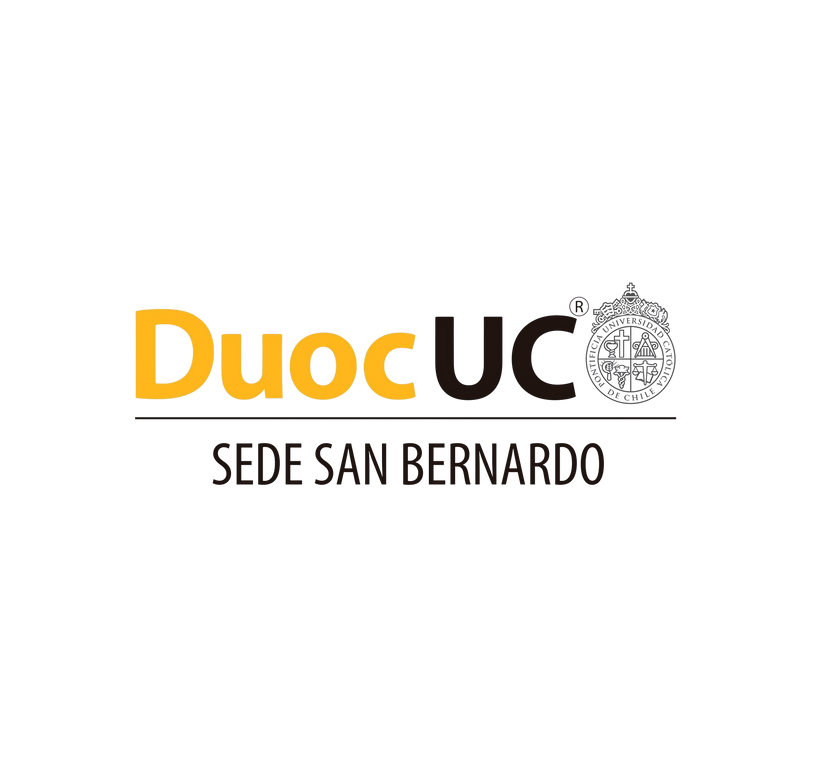 Duoc UC ®
PONTIFICIA UNIVERSIDAD CATOLICA DE CHILE
SEDE SAN BERNARDO